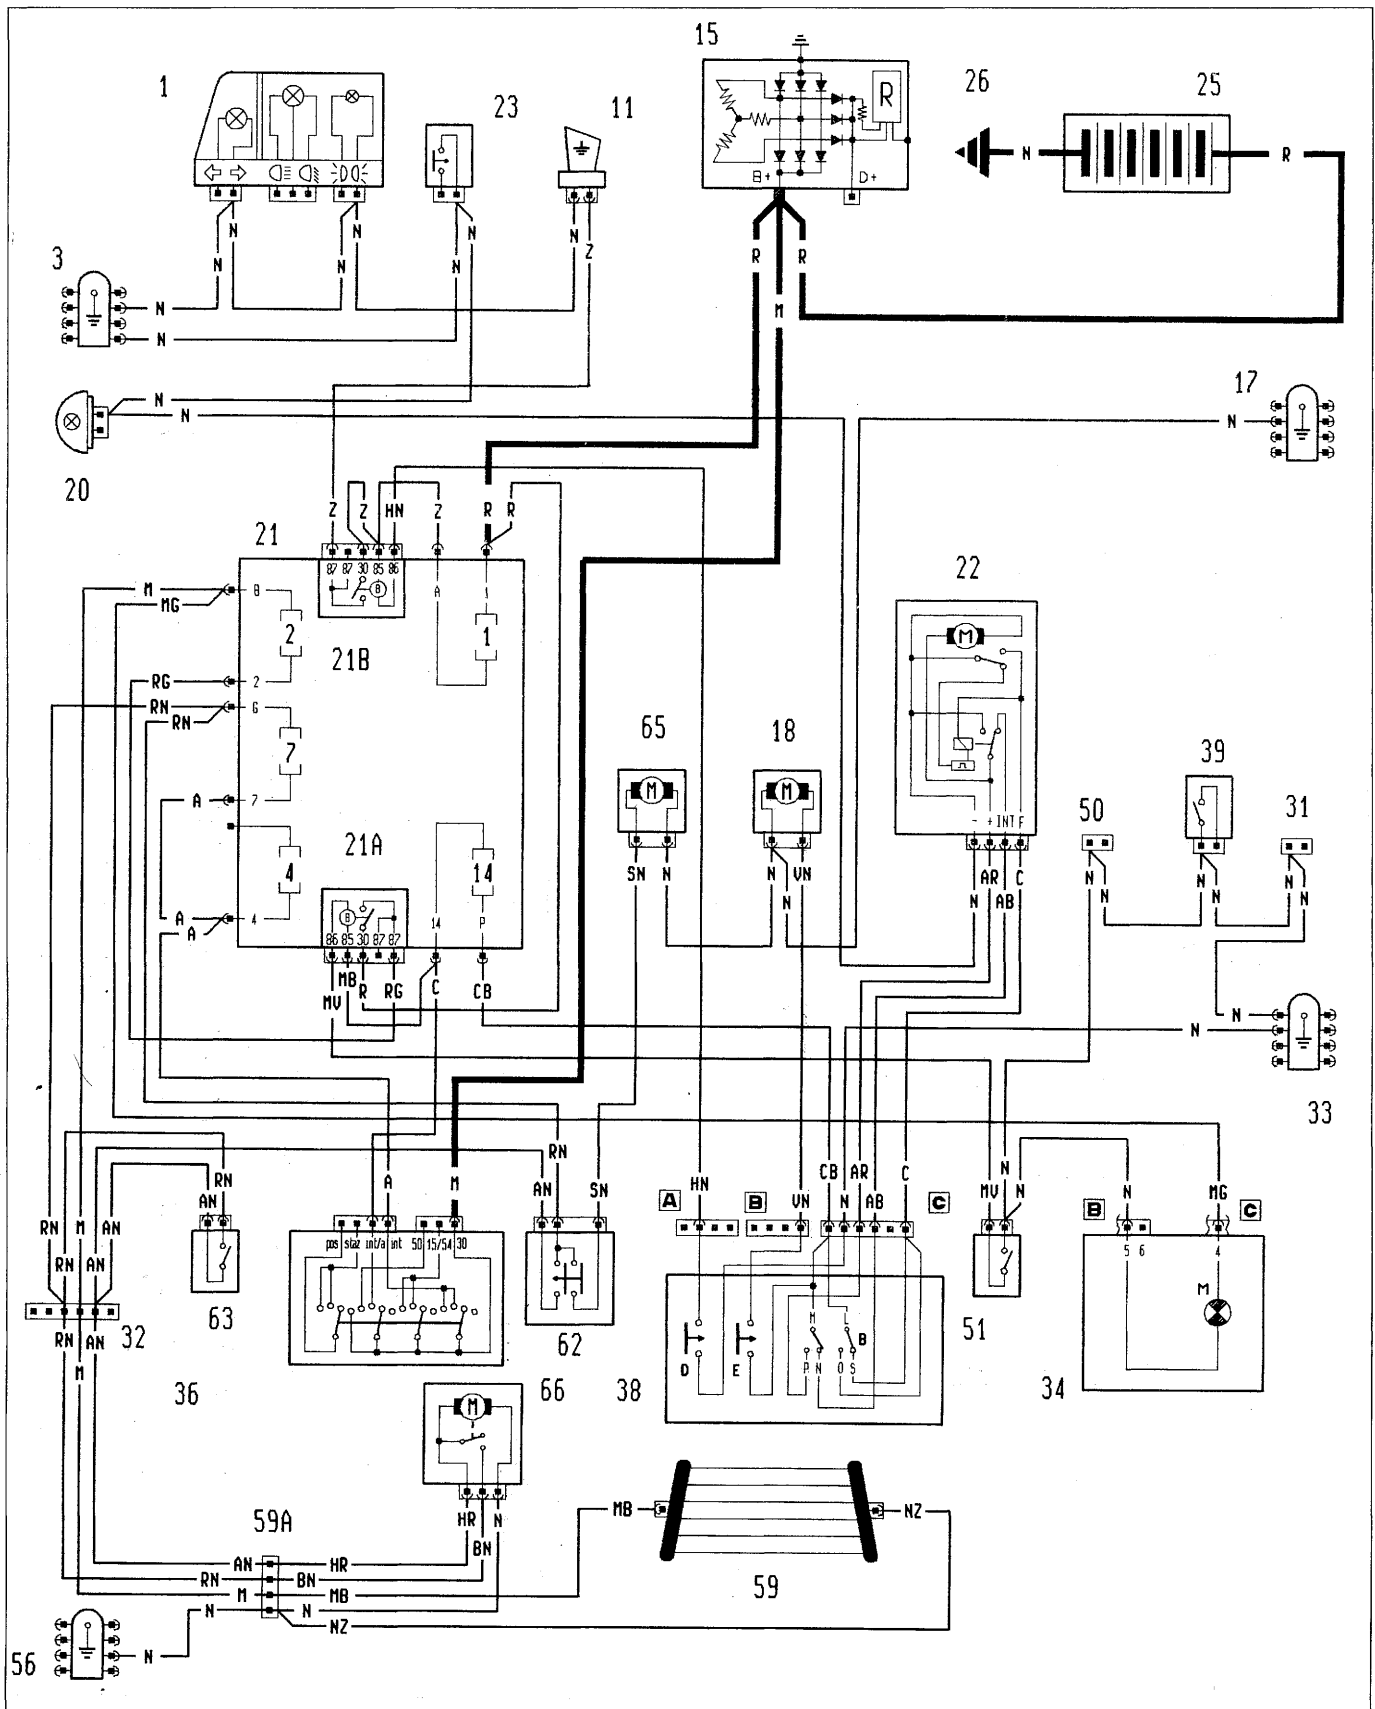 1
23
11
15
26
25
R
B+
D+
N
R
N
N
N
N
N
N
N
Z
R
M
R
3
N
N
17
N
N
N
20
21
Z
Z
HN
Z
R
R
22
87
87
30
85
86
B
A
1
1
M
MG
8
2
21B
RG
2
RN
RN
6
7
A
7
21A
4
14
A
A
4
B
86
85
30
87
87
14
P
MV
MB
R
RG
C
CB
65
18
M
M
M
SN
N
N
N
VN
-
+
INT
F
N
AR
AB
C
50
39
31
N
N
N
N
N
N
N
N
33
AN
RN
A
M
AN
RN
SN
A
HN
B
VN
CB
N
AR
AB
C
C
MV
N
N
B
N
MG
C
RN
M
AN
RN
AN
pos
staz
int/a
int
50
15/54
30
5
6
4
M
32
RN
AN
M
63
36
62
66
38
D
E
M
L
B
P
N
O
S
51
34
M
HR
N
BN
59A
MB
NZ
59
AN
HR
RN
BN
M
MB
N
N
NZ
56
N